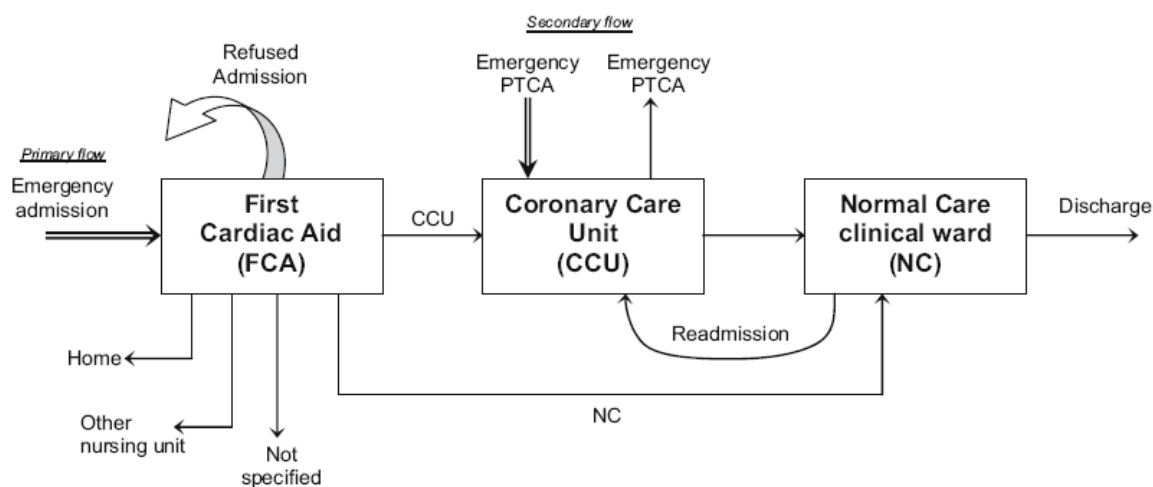 Secondary flow
Refused
Admission
Emergency
PTCA
Emergency
PTCA
Primary flow
Emergency
admission
First
Cardiac Aid
(FCA)
CCU
Coronary Care
Unit
(CCU)
Normal Care
clinical ward
(NC)
Discharge
Readmission
Home
NC
Other
nursing unit
Not
specified